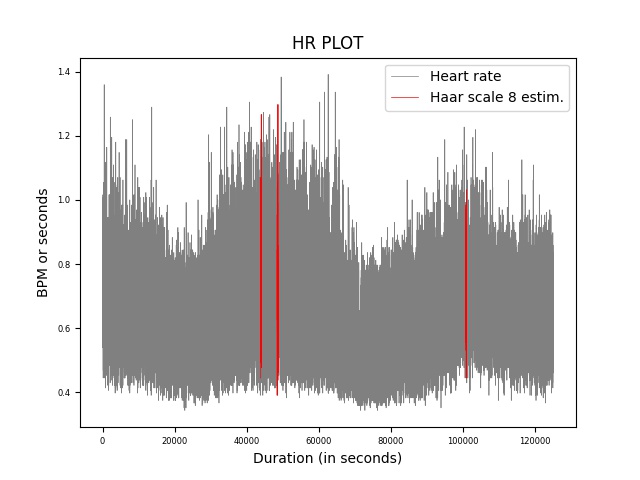 HR PLOT
Heart rate
Haar scale 8 estim.
BPM or seconds
1.4
1.2
1.0
0.8
0.6
0.4
0 20000 40000 60000 80000 100000 120000
Duration (in seconds)